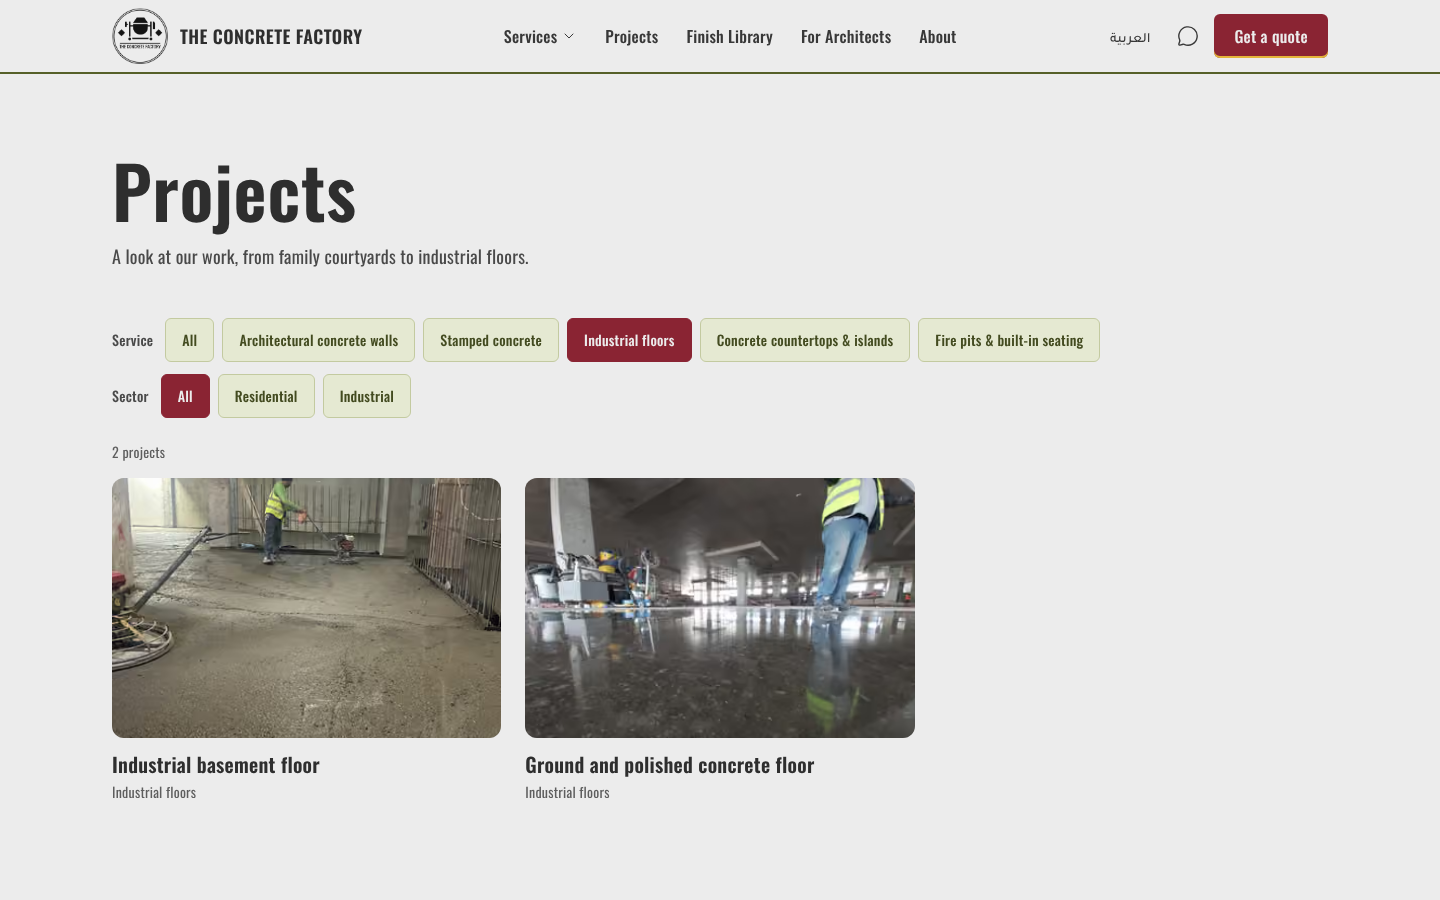 THE CONCRETE FACTORY
THE CONCRETE FACTORY
Services
Projects
Finish Library
For Architects
About
العربية
Get a quote
Projects
A look at our work, from family courtyards to industrial floors.
Service
All
Architectural concrete walls
Stamped concrete
Industrial floors
Concrete countertops & islands
Fire pits & built-in seating
Sector
All
Residential
Industrial
2 projects
Industrial basement floor
Industrial floors
Ground and polished concrete floor
Industrial floors